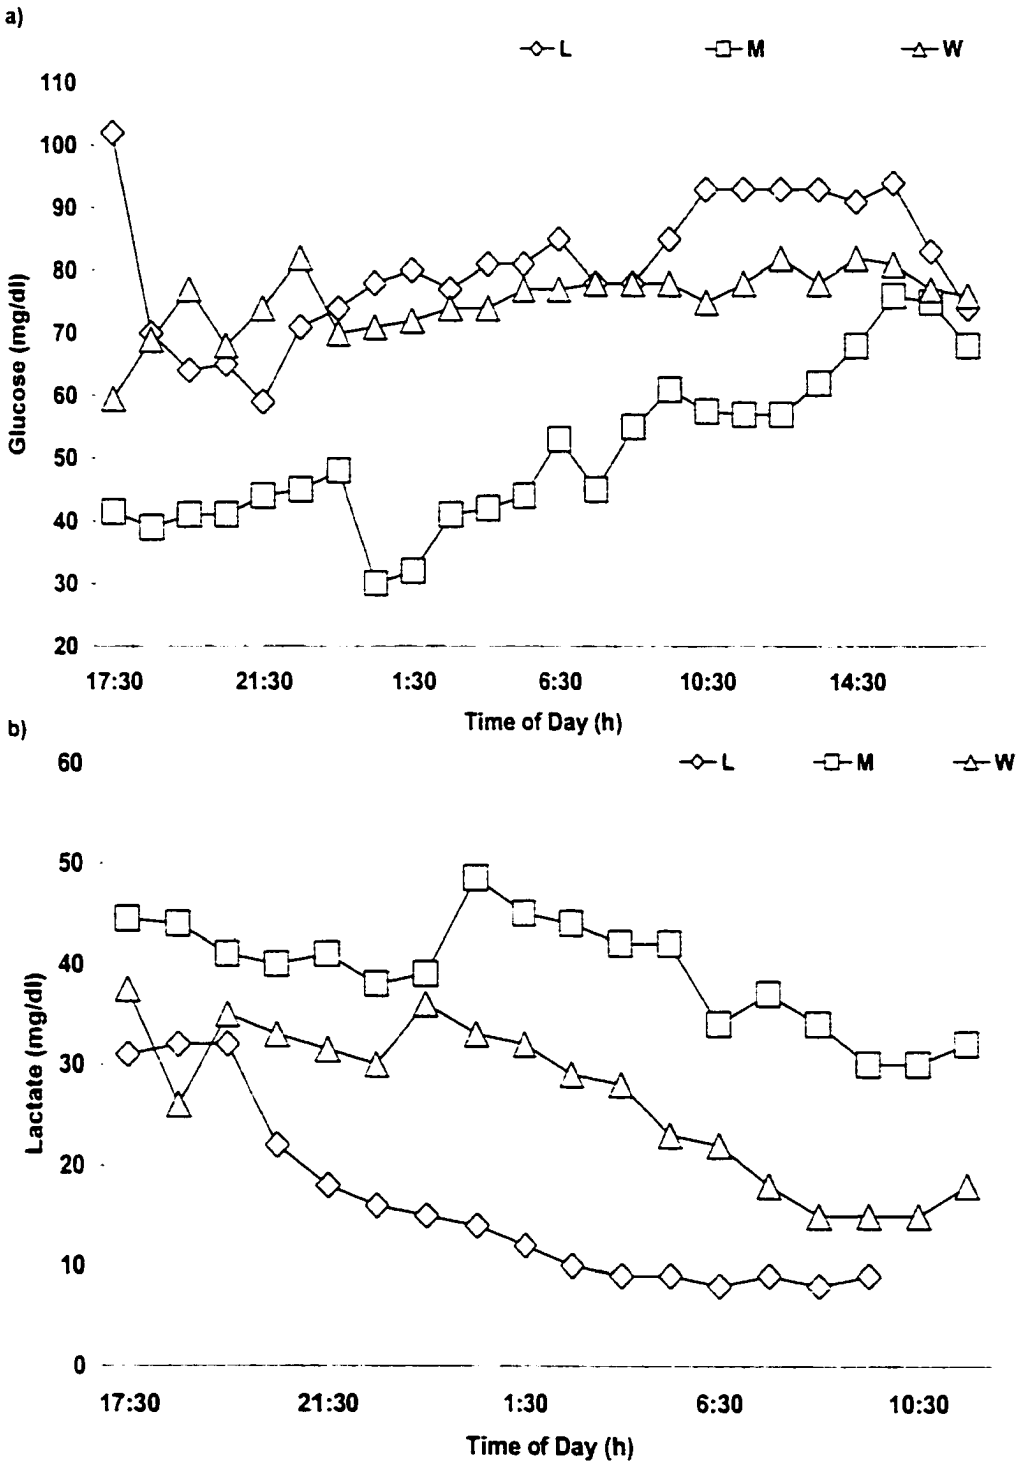 a)
L M W
110
100
90
80
70
60
50
40
30
20
Glucose (mg/dl)
17:30 21:30 1:30 6:30 10:30 14:30
Time of Day (h)
b)
L M W
60
50
40
30
20
10
0
Lactate (mg/dl)
17:30 21:30 1:30 6:30 10:30
Time of Day (h)